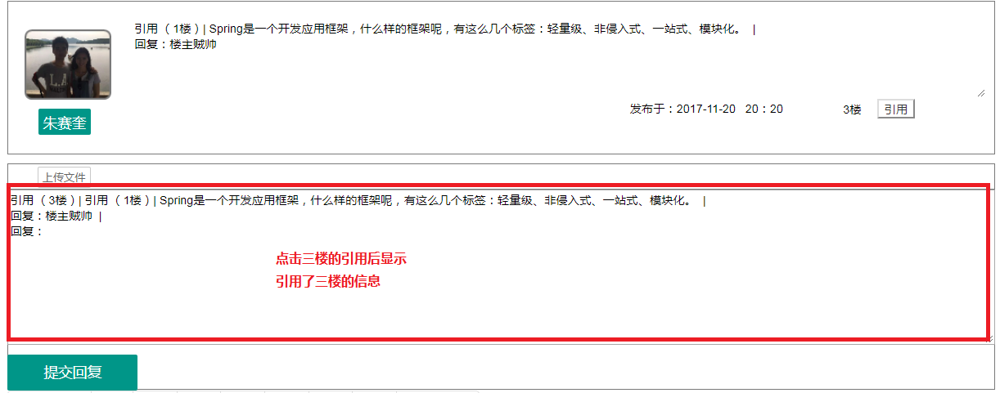 引用（1楼）| Spring是一个开发应用框架，什么样的框架呢，有这么几个标签：轻量级、非侵入式、一站式、模块化。 |
回复：楼主贼帅
L.A
朱赛奎
发布于：2017-11-20 20：20 3楼 引用
上传文件
引用（3楼）| 引用（1楼）| Spring是一个开发应用框架，什么样的框架呢，有这么几个标签：轻量级、非侵入式、一站式、模块化。 |
回复：楼主贼帅 |
回复：
点击三楼的引用后显示
引用了三楼的信息
提交回复